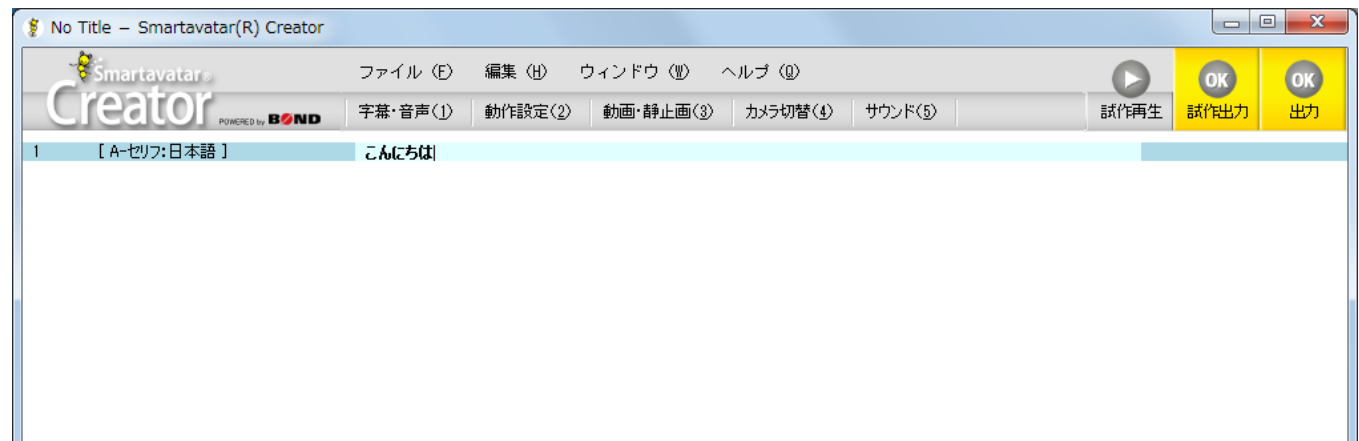 No Title – Smartavatar(R) Creator
Smartavatar®
Creator
POWERED by BOND
ファイル (F) 編集 (H) ウィンドウ (W) ヘルプ (Q)
字幕・音声(1) 動作設定(2) 動画・静止画(3) カメラ切替(4) サウンド(5)
試作再生
OK
試作出力
OK
出力
1 [ A-セリフ:日本語 ] こんにちは